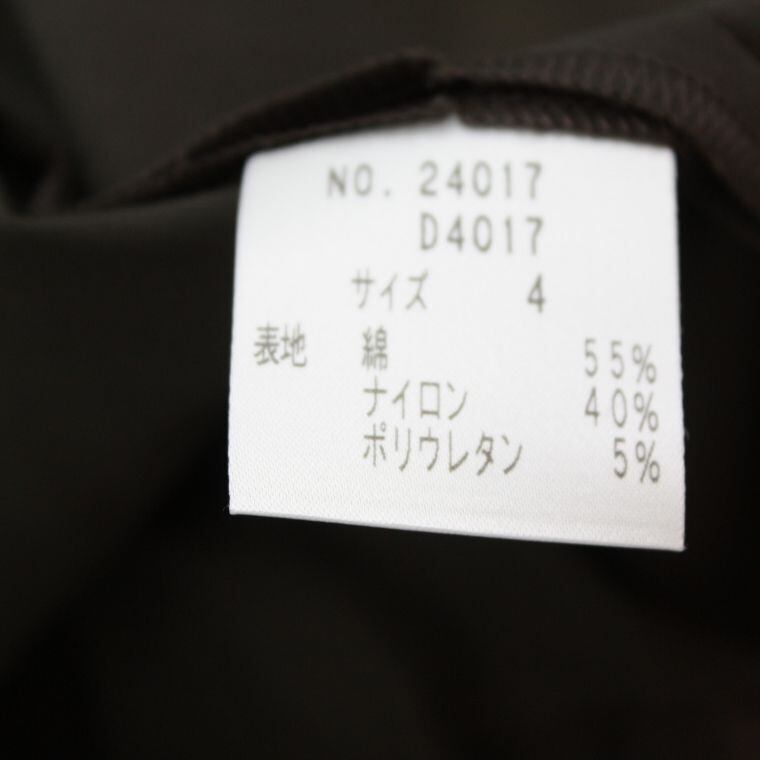 NO. 24017
D4017
サイズ 4
表地 綿 55%
ナイロン 40%
ポリウレタン 5%